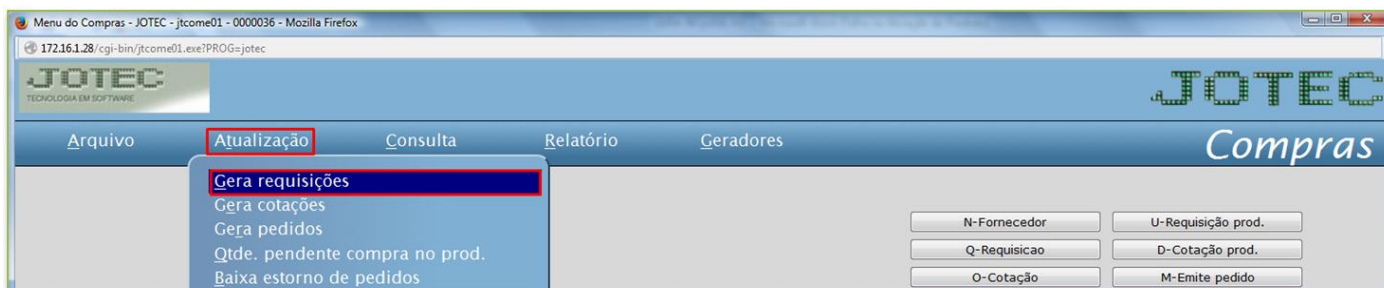 Menu do Compras - JOTEC - jtcome01 - 0000036 - Mozilla Firefox
172.16.1.28/cgi-bin/jtcome01.exe?PROG=jotec
JOTEC
TECNOLOGIA EM SOFTWARE
JOTEC
Arquivo Atualização Consulta Relatório Geradores Compras
Gera requisições
Gera cotações
Gera pedidos
Qtde. pendente compra no prod.
Baixa estorno de pedidos
N-Fornecedor U-Requisição prod.
Q-Requisicao D-Cotação prod.
O-Cotação M-Emite pedido